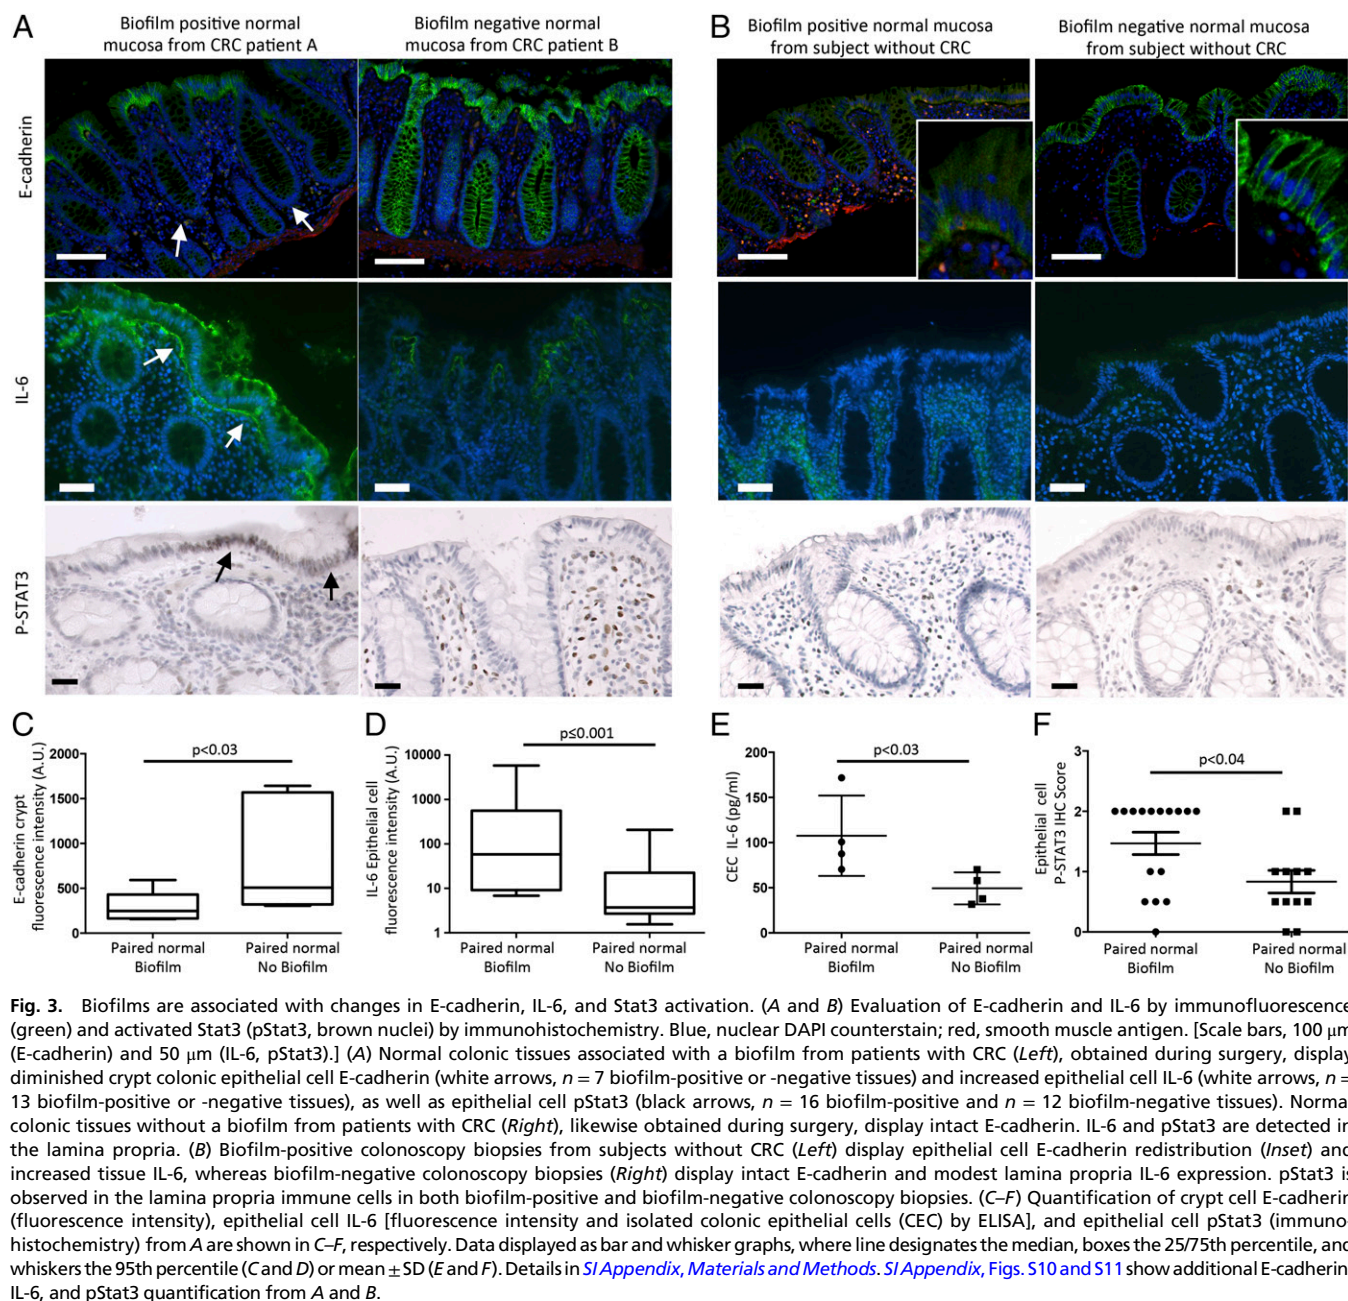 A
Biofilm positive normal
mucosa from CRC patient A
Biofilm negative normal
mucosa from CRC patient B
B
Biofilm positive normal mucosa
from subject without CRC
Biofilm negative normal mucosa
from subject without CRC
E-cadherin
IL-6
P-STAT3
C
E-cadherin crypt
fluorescence intensity (A.U.)
2000
1500
1000
500
0
p<0.03
Paired normal
Biofilm
Paired normal
No Biofilm
D
IL-6 Epithelial cell
fluorescence intensity (A.U.)
10000
1000
100
10
1
p≤0.001
Paired normal
Biofilm
Paired normal
No Biofilm
E
CEC IL-6 (pg/ml)
200
150
100
50
0
p<0.03
Paired normal
Biofilm
Paired normal
No Biofilm
F
Epithelial cell
P-STAT3 IHC Score
3
2
1
0
p<0.04
Paired normal
Biofilm
Paired normal
No Biofilm
Fig. 3. Biofilms are associated with changes in E-cadherin, IL-6, and Stat3 activation. (A and B) Evaluation of E-cadherin and IL-6 by immunofluorescence
(green) and activated Stat3 (pStat3, brown nuclei) by immunohistochemistry. Blue, nuclear DAPI counterstain; red, smooth muscle antigen. [Scale bars, 100 μm
(E-cadherin) and 50 μm (IL-6, pStat3).] (A) Normal colonic tissues associated with a biofilm from patients with CRC (Left), obtained during surgery, display
diminished crypt colonic epithelial cell E-cadherin (white arrows, n = 7 biofilm-positive or -negative tissues) and increased epithelial cell IL-6 (white arrows, n =
13 biofilm-positive or -negative tissues), as well as epithelial cell pStat3 (black arrows, n = 16 biofilm-positive and n = 12 biofilm-negative tissues). Norma
colonic tissues without a biofilm from patients with CRC (Right), likewise obtained during surgery, display intact E-cadherin. IL-6 and pStat3 are detected in
the lamina propria. (B) Biofilm-positive colonoscopy biopsies from subjects without CRC (Left) display epithelial cell E-cadherin redistribution (Inset) and
increased tissue IL-6, whereas biofilm-negative colonoscopy biopsies (Right) display intact E-cadherin and modest lamina propria IL-6 expression. pStat3 is
observed in the lamina propria immune cells in both biofilm-positive and biofilm-negative colonoscopy biopsies. (C–F) Quantification of crypt cell E-cadherin
(fluorescence intensity), epithelial cell IL-6 [fluorescence intensity and isolated colonic epithelial cells (CEC) by ELISA], and epithelial cell pStat3 (immuno-
histochemistry) from A are shown in C–F, respectively. Data displayed as bar and whisker graphs, where line designates the median, boxes the 25/75th percentile, and
whiskers the 95th percentile (C and D) or mean ± SD (E and F). Details in SI Appendix, Materials and Methods. SI Appendix, Figs. S10 and S11 show additional E-cadherin
IL-6, and pStat3 quantification from A and B.